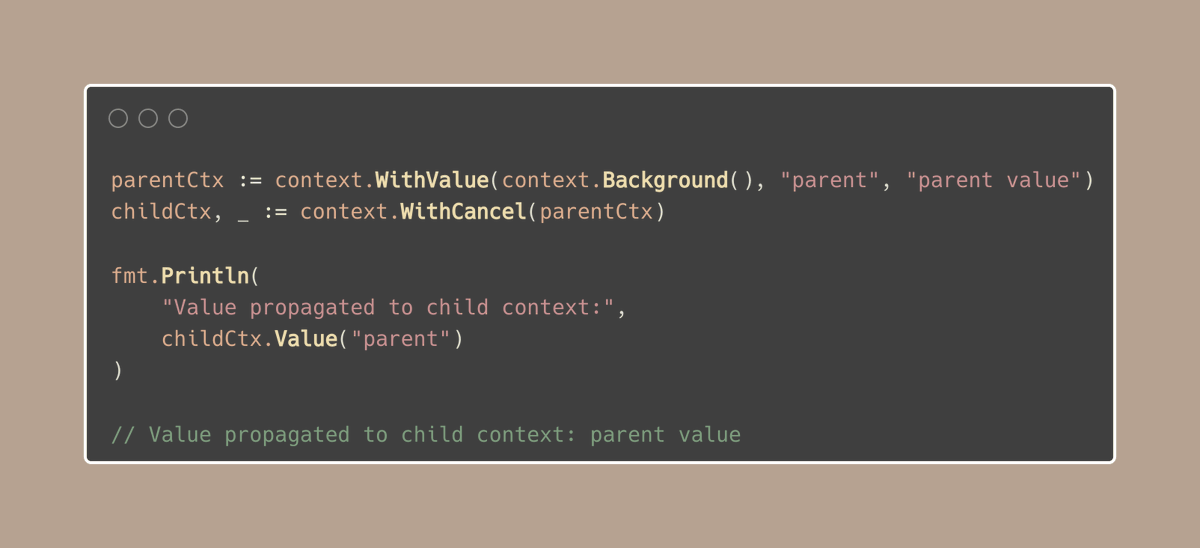 parentCtx := context.WithValue(context.Background(), "parent", "parent value")
childCtx, _ := context.WithCancel(parentCtx)

fmt.Println(
    "Value propagated to child context:",
    childCtx.Value("parent")
)

// Value propagated to child context: parent value